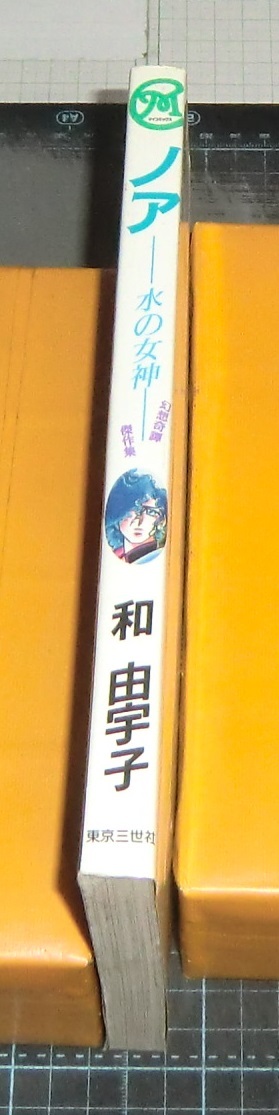 ノア
―水の女神―
幻想奇譚
傑作集
和 由宇子
東京三世社